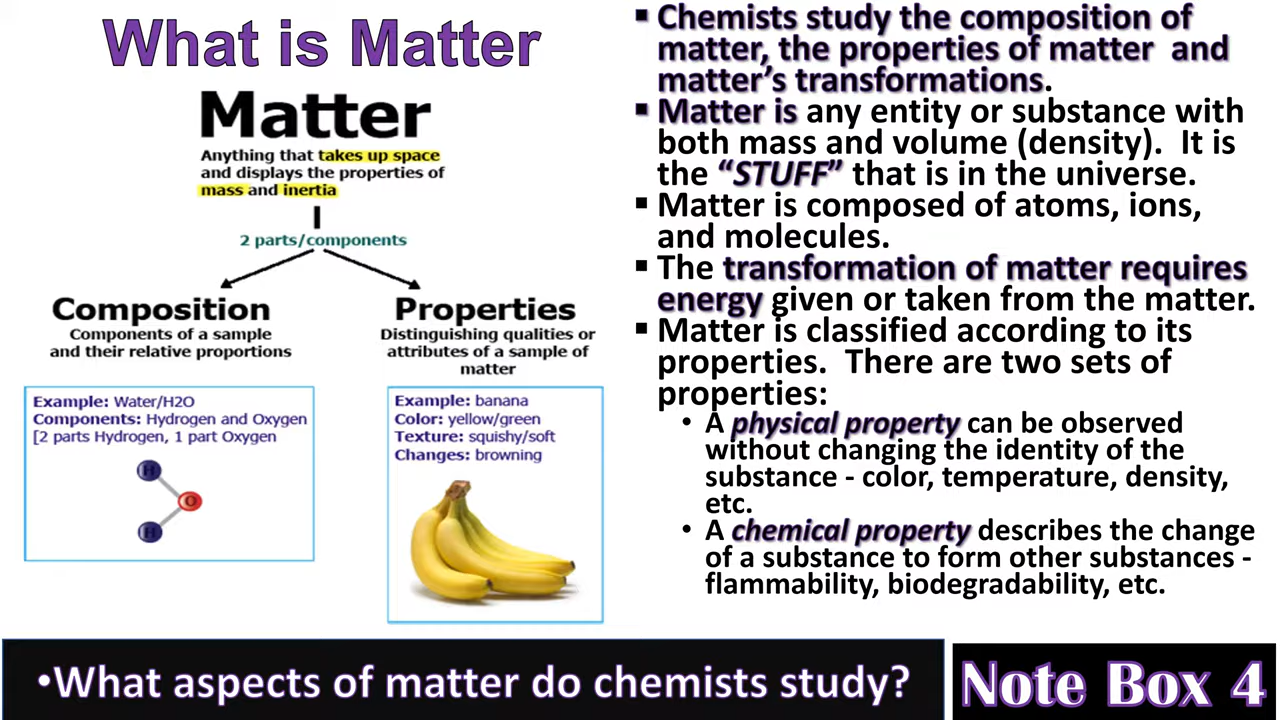 What is Matter
Matter
Anything that takes up space
and displays the properties of
mass and inertia
2 parts/components
Composition
Components of a sample
and their relative proportions
Properties
Distinguishing qualities or
attributes of a sample of
matter
Example: Water/H2O
Components: Hydrogen and Oxygen
[2 parts Hydrogen, 1 part Oxygen
H
O
H
Example: banana
Color: yellow/green
Texture: squishy/soft
Changes: browning
▪ Chemists study the composition of
matter, the properties of matter and
matter's transformations.
▪ Matter is any entity or substance with
both mass and volume (density). It is
the "STUFF" that is in the universe.
▪ Matter is composed of atoms, ions,
and molecules.
▪ The transformation of matter requires
energy given or taken from the matter.
▪ Matter is classified according to its
properties. There are two sets of
properties:
• A physical property can be observed
without changing the identity of the
substance - color, temperature, density,
etc.
• A chemical property describes the change
of a substance to form other substances -
flammability, biodegradability, etc.
•What aspects of matter do chemists study?
Note Box 4